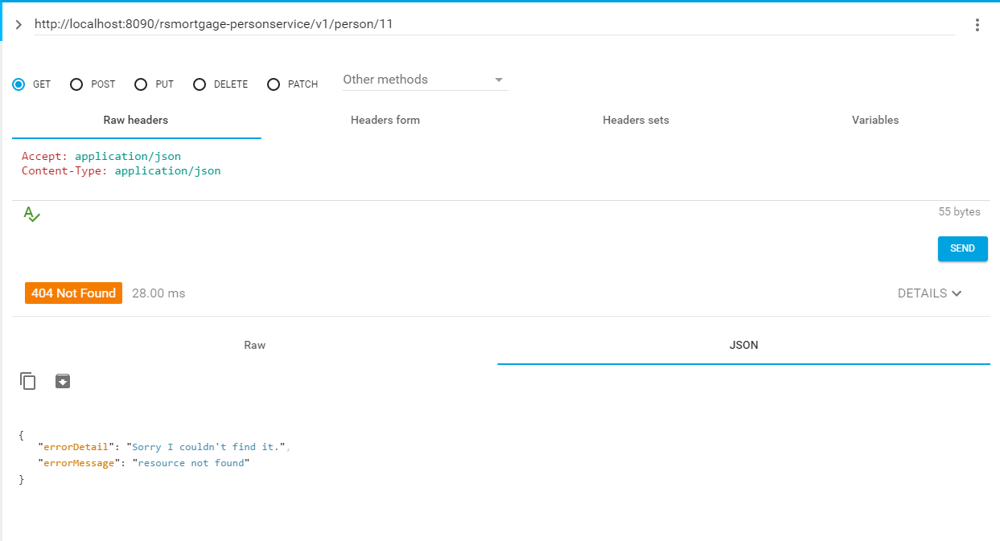 http://localhost:8090/rsmortgage-personservice/v1/person/11
GET POST PUT DELETE PATCH Other methods
Raw headers Headers form Headers sets Variables
Accept: application/json
Content-Type: application/json
55 bytes
SEND
404 Not Found 28.00 ms DETAILS
Raw JSON
{
"errorDetail": "Sorry I couldn't find it.",
"errorMessage": "resource not found"
}